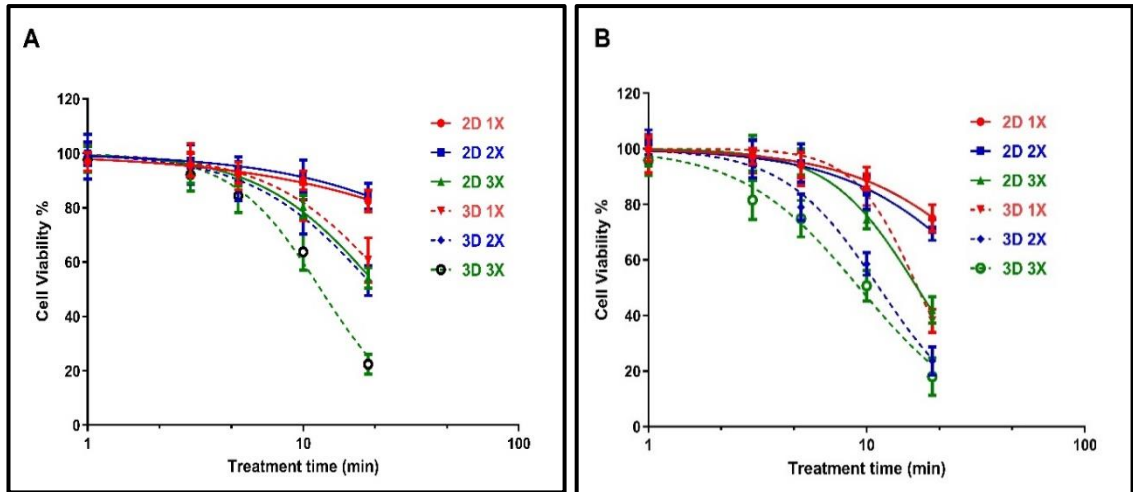 A
120
100
80
60
40
20
0
Cell Viability %
1
10
100
Treatment time (min)
2D 1X
2D 2X
2D 3X
3D 1X
3D 2X
3D 3X
B
120
100
80
60
40
20
0
Cell Viability %
1
10
100
Treatment time (min)
2D 1X
2D 2X
2D 3X
3D 1X
3D 2X
3D 3X